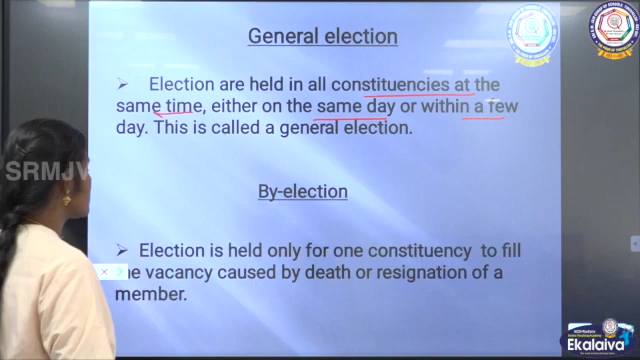 General election
➢ Election are held in all constituencies at the
same time, either on the same day or within a few
day. This is called a general election.
By-election
➢ Election is held only for one constituency to fill
the vacancy caused by death or resignation of a
member.
SRMJV
Ekalaiva